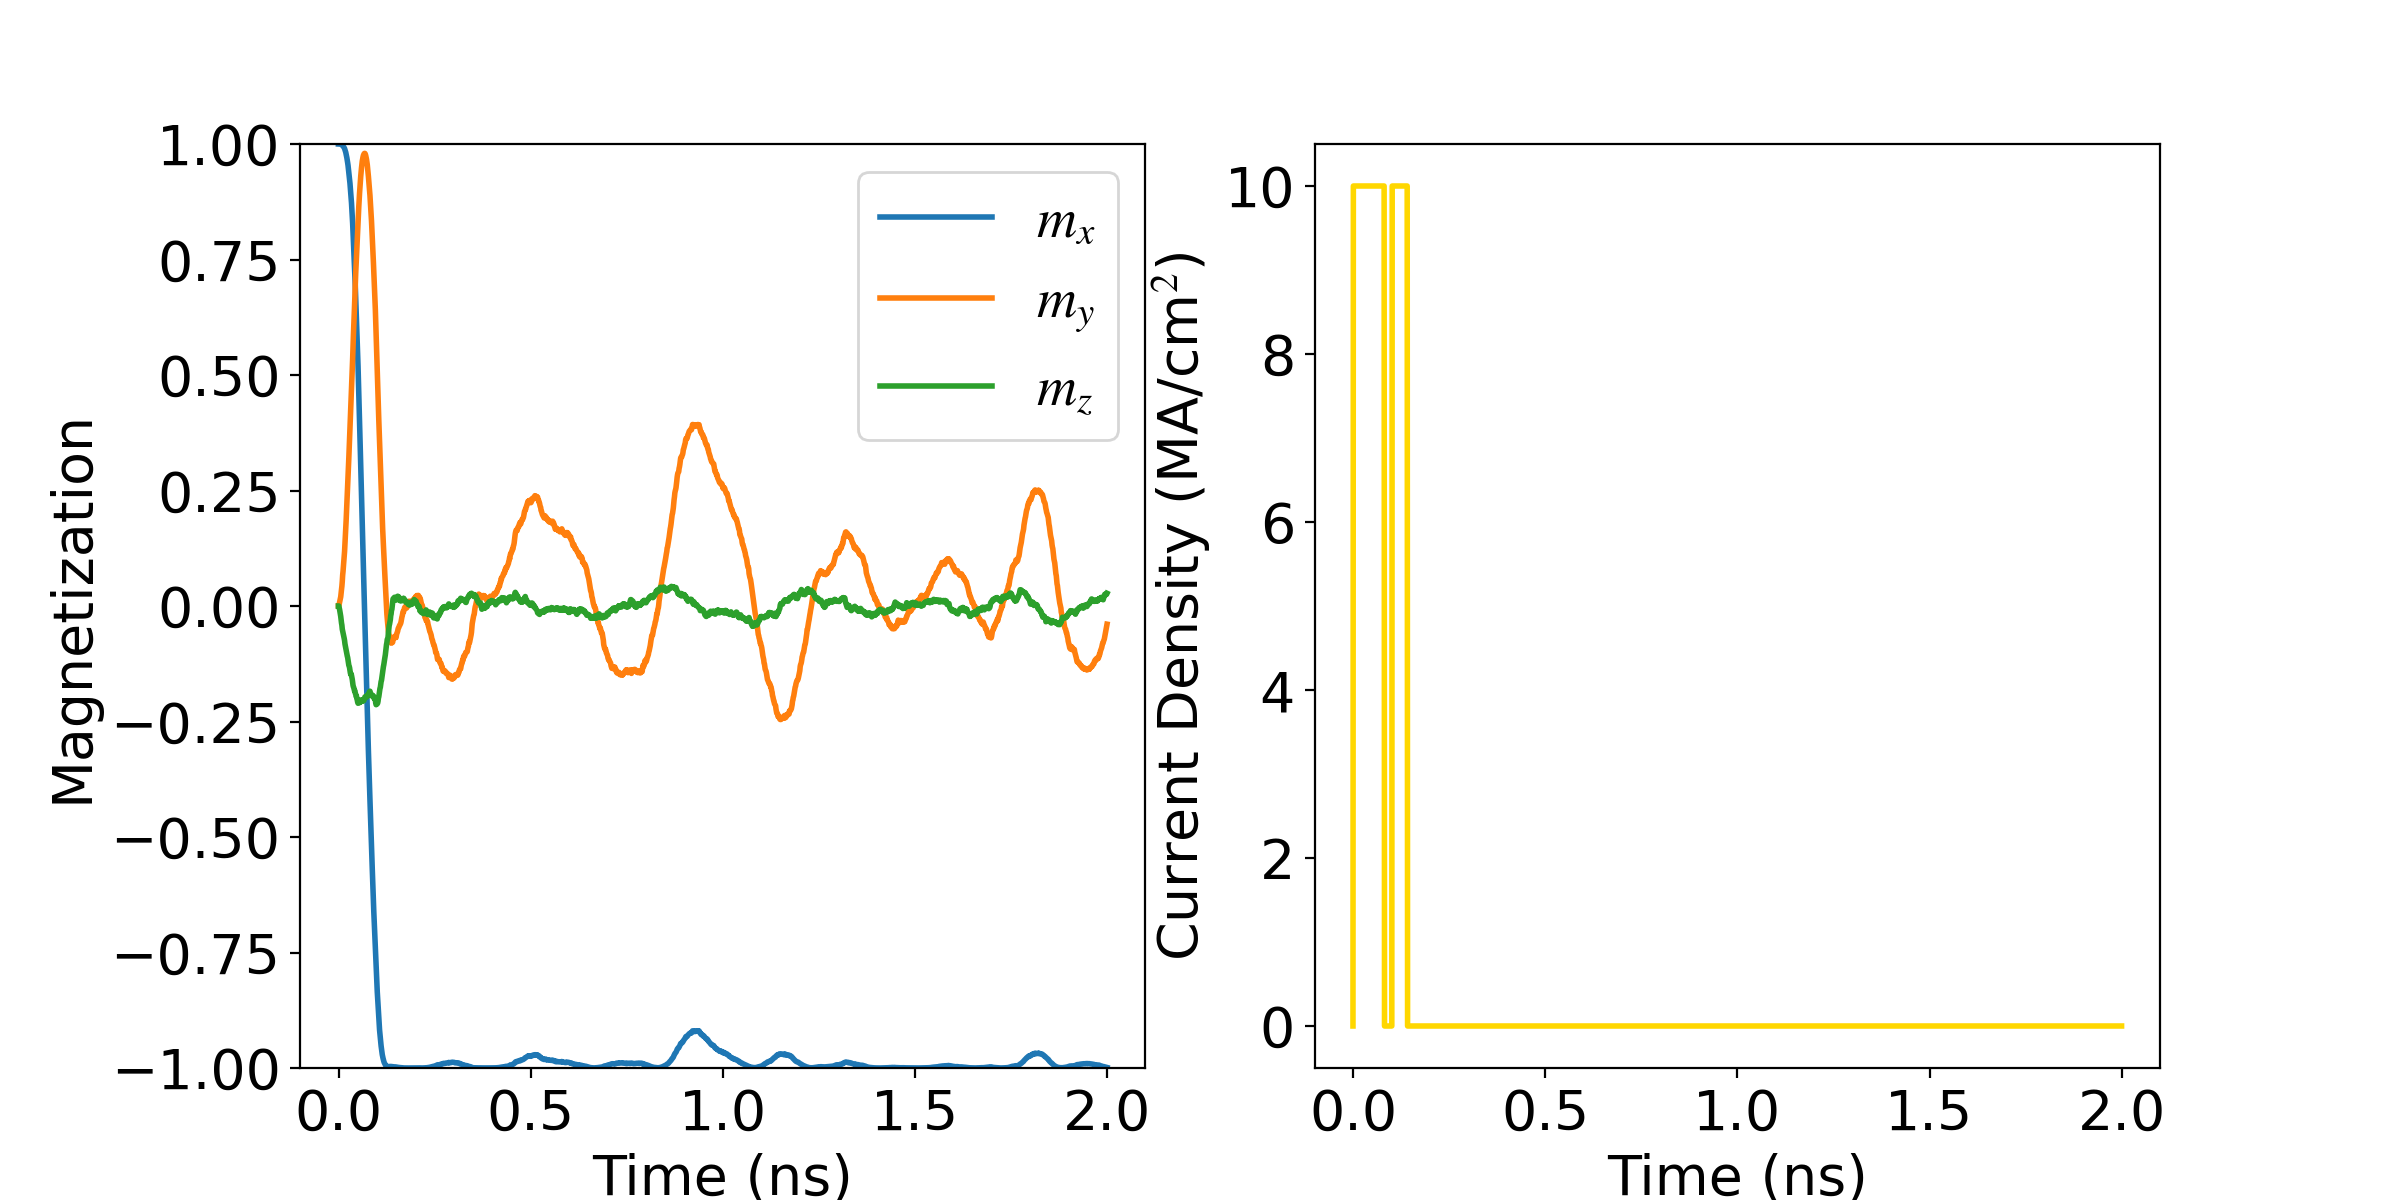 1.00
0.75
0.50
0.25
0.00
−0.25
−0.50
−0.75
−1.00
Magnetization
0.0 0.5 1.0 1.5 2.0
Time (ns)
m_x
m_y
m_z
10
8
6
4
2
0
Current Density (MA/cm²)
0.0 0.5 1.0 1.5 2.0
Time (ns)